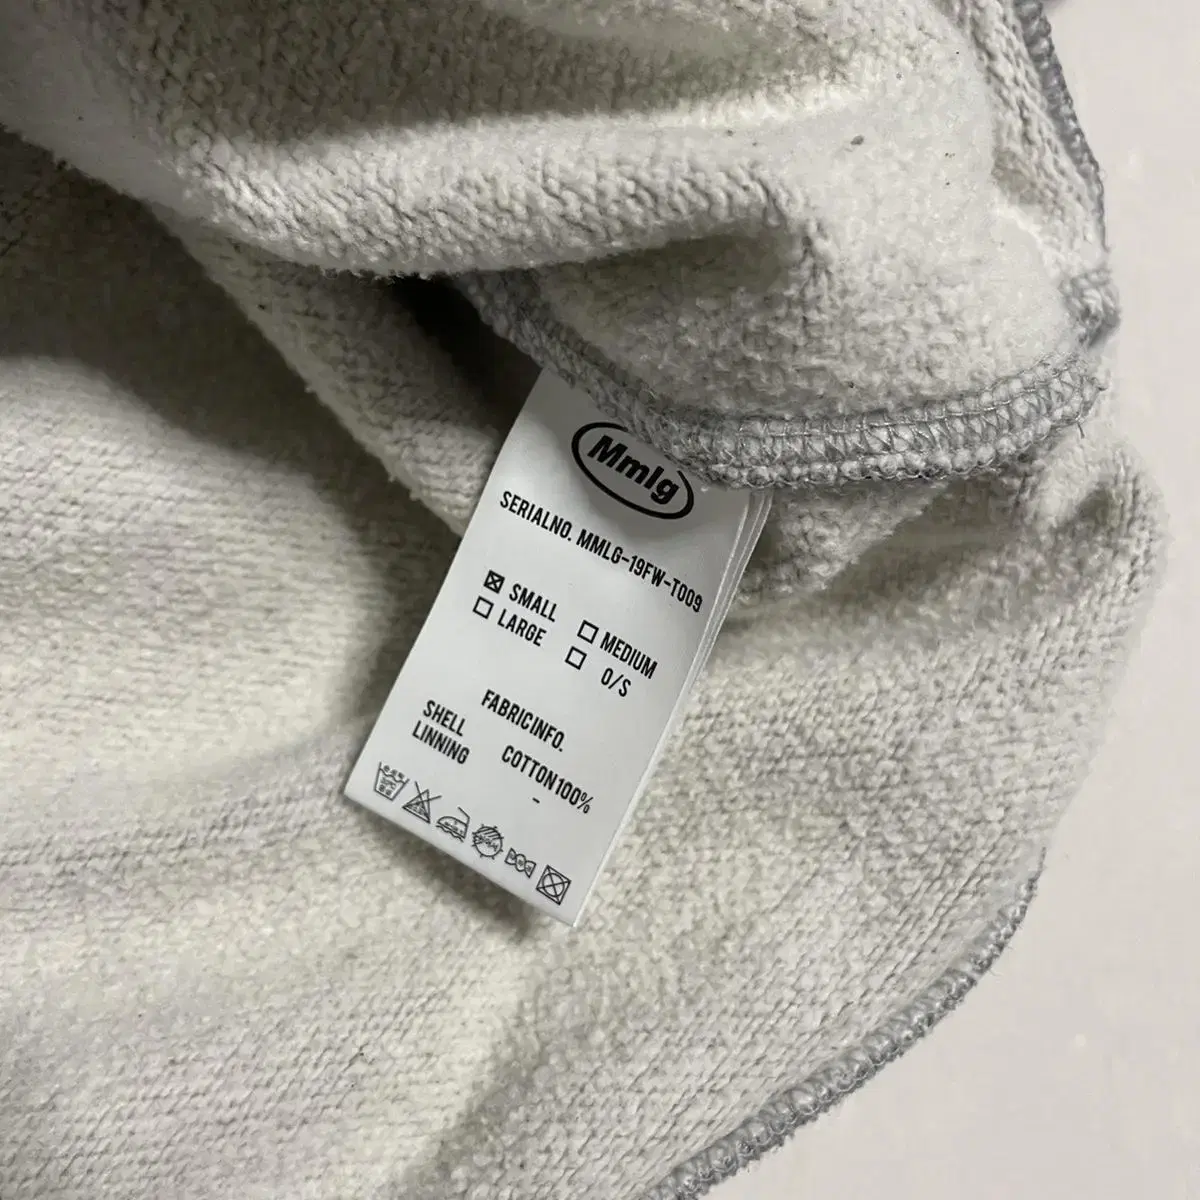 Mmlg
SERIALNO. MMLG-19FW-T009
☒ SMALL ☐ MEDIUM
☐ LARGE ☐ O/S
FABRICINFO.
SHELL COTTON100%
LINNING -